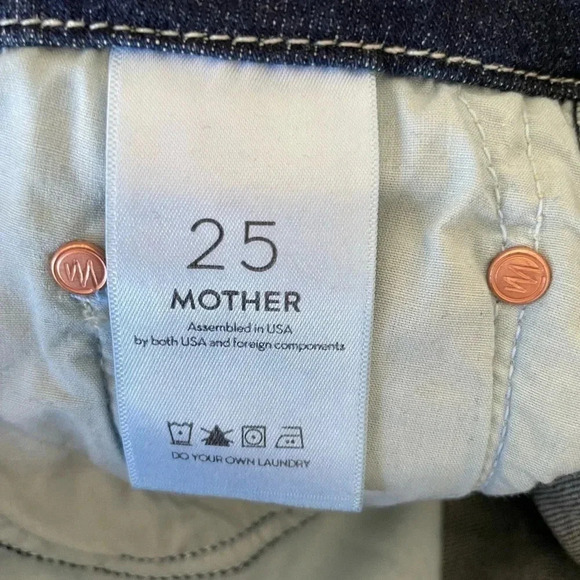 25
MOTHER
Assembled in USA
by both USA and foreign components
DO YOUR OWN LAUNDRY